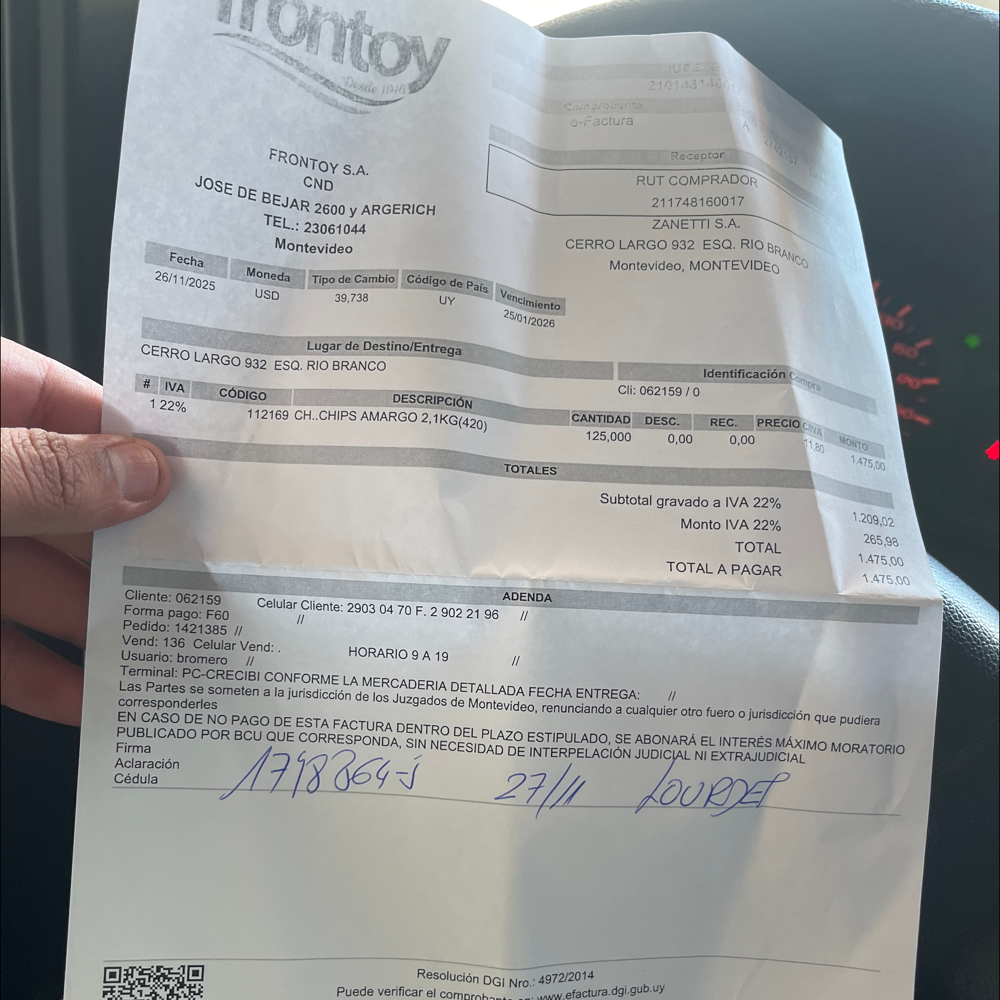 frontoy
Desde 1916
FRONTOY S.A.
CND
JOSE DE BEJAR 2600 y ARGERICH
TEL.: 23061044
Montevideo
Comprobante
e-Factura
A
Receptor
RUT COMPRADOR
211748160017
ZANETTI S.A.
CERRO LARGO 932 ESQ. RIO BRANCO
Montevideo, MONTEVIDEO
Fecha Moneda Tipo de Cambio Código de País Vencimiento
26/11/2025 USD 39,738 UY 25/01/2026
Lugar de Destino/Entrega
CERRO LARGO 932 ESQ. RIO BRANCO
Identificación Compra
Cli: 062159 / 0
# IVA CÓDIGO DESCRIPCIÓN CANTIDAD DESC. REC. PRECIO C/IVA MONTO
1 22% 112169 CH..CHIPS AMARGO 2,1KG(420) 125,000 0,00 0,00 11,80 1.475,00
TOTALES
Subtotal gravado a IVA 22% 1.209,02
Monto IVA 22% 265,98
TOTAL 1.475,00
TOTAL A PAGAR 1.475,00
ADENDA
Cliente: 062159 Celular Cliente: 2903 04 70 F. 2 902 21 96 //
Forma pago: F60 //
Pedido: 1421385 //
Vend: 136 Celular Vend: . HORARIO 9 A 19 //
Usuario: bromero //
Terminal: PC-CRECIBI CONFORME LA MERCADERIA DETALLADA FECHA ENTREGA: //
Las Partes se someten a la jurisdicción de los Juzgados de Montevideo, renunciando a cualquier otro fuero o jurisdicción que pudiera
corresponderles
EN CASO DE NO PAGO DE ESTA FACTURA DENTRO DEL PLAZO ESTIPULADO, SE ABONARÁ EL INTERÉS MÁXIMO MORATORIO
PUBLICADO POR BCU QUE CORRESPONDA, SIN NECESIDAD DE INTERPELACIÓN JUDICIAL NI EXTRAJUDICIAL
Firma
Aclaración
Cédula
27/11 LOURDES
Resolución DGI Nro.: 4972/2014
Puede verificar el comprobante en: www.efactura.dgi.gub.uy